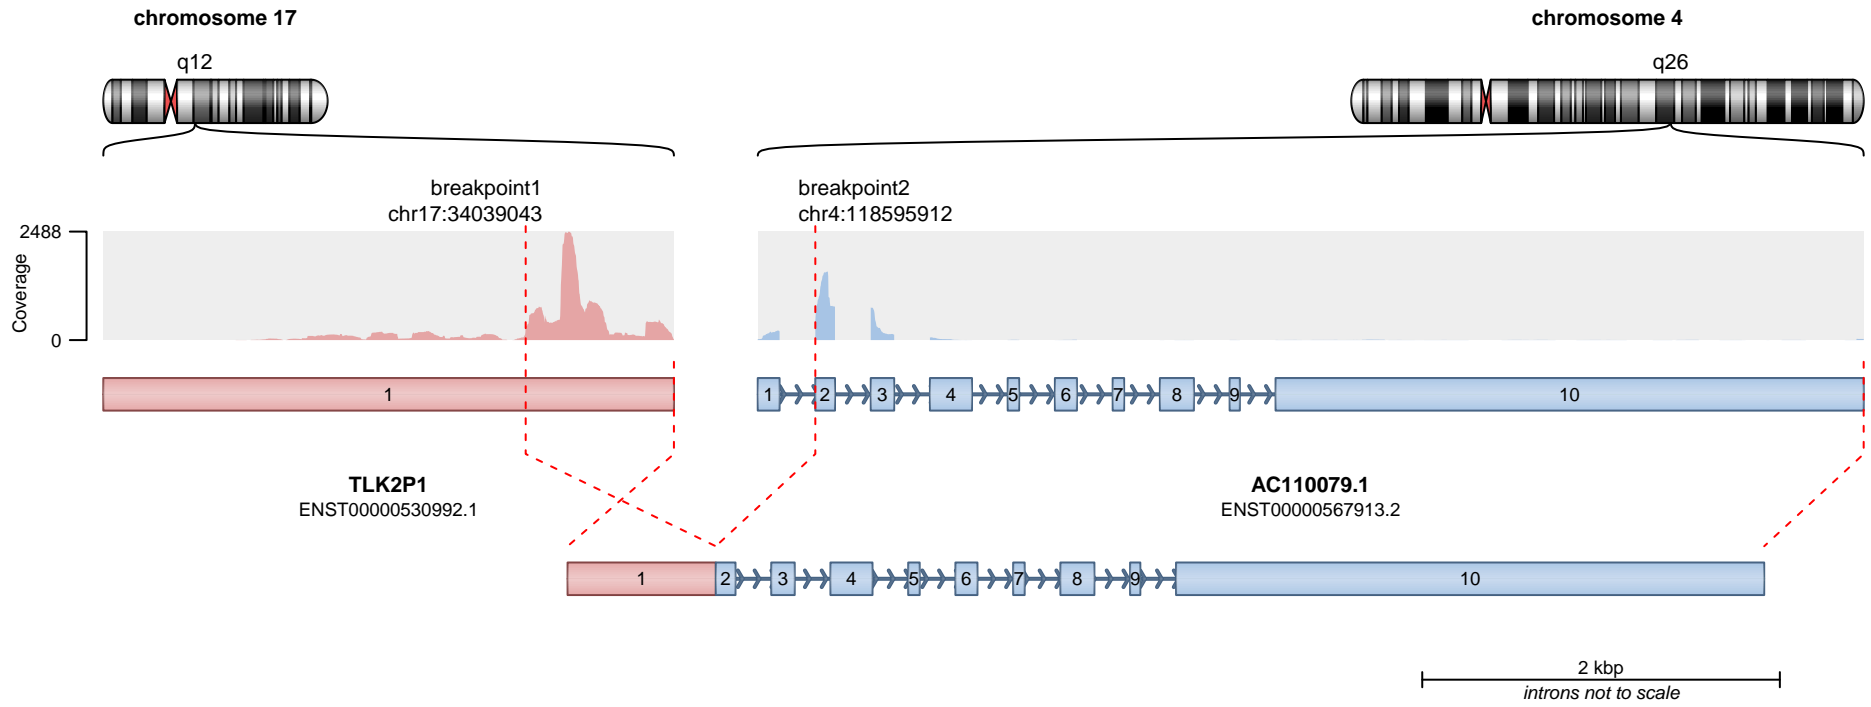 chromosome 17
chromosome 4
q12
q26
breakpoint1
chr17:34039043
breakpoint2
chr4:118595912
2488
Coverage
0
1
1 2 3 4 5 6 7 8 9 10
TLK2P1
ENST00000530992.1
AC110079.1
ENST00000567913.2
1 2 3 4 5 6 7 8 9 10
2 kbp
introns not to scale